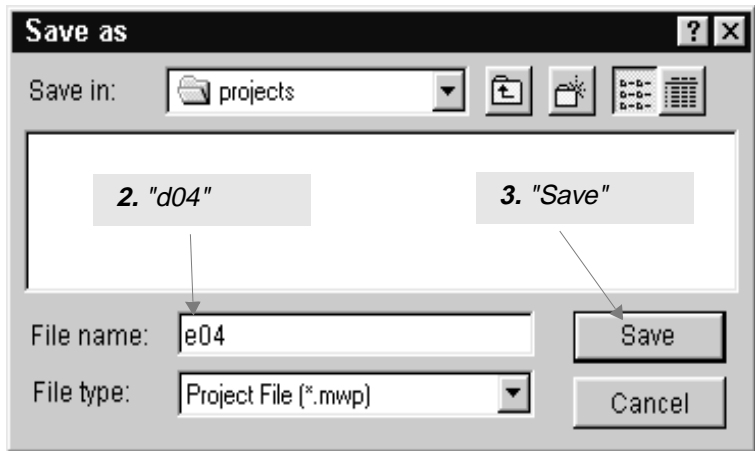 Save as
Save in: projects
2. "d04"
3. "Save"
File name: e04
Save
File type: Project File (*.mwp)
Cancel